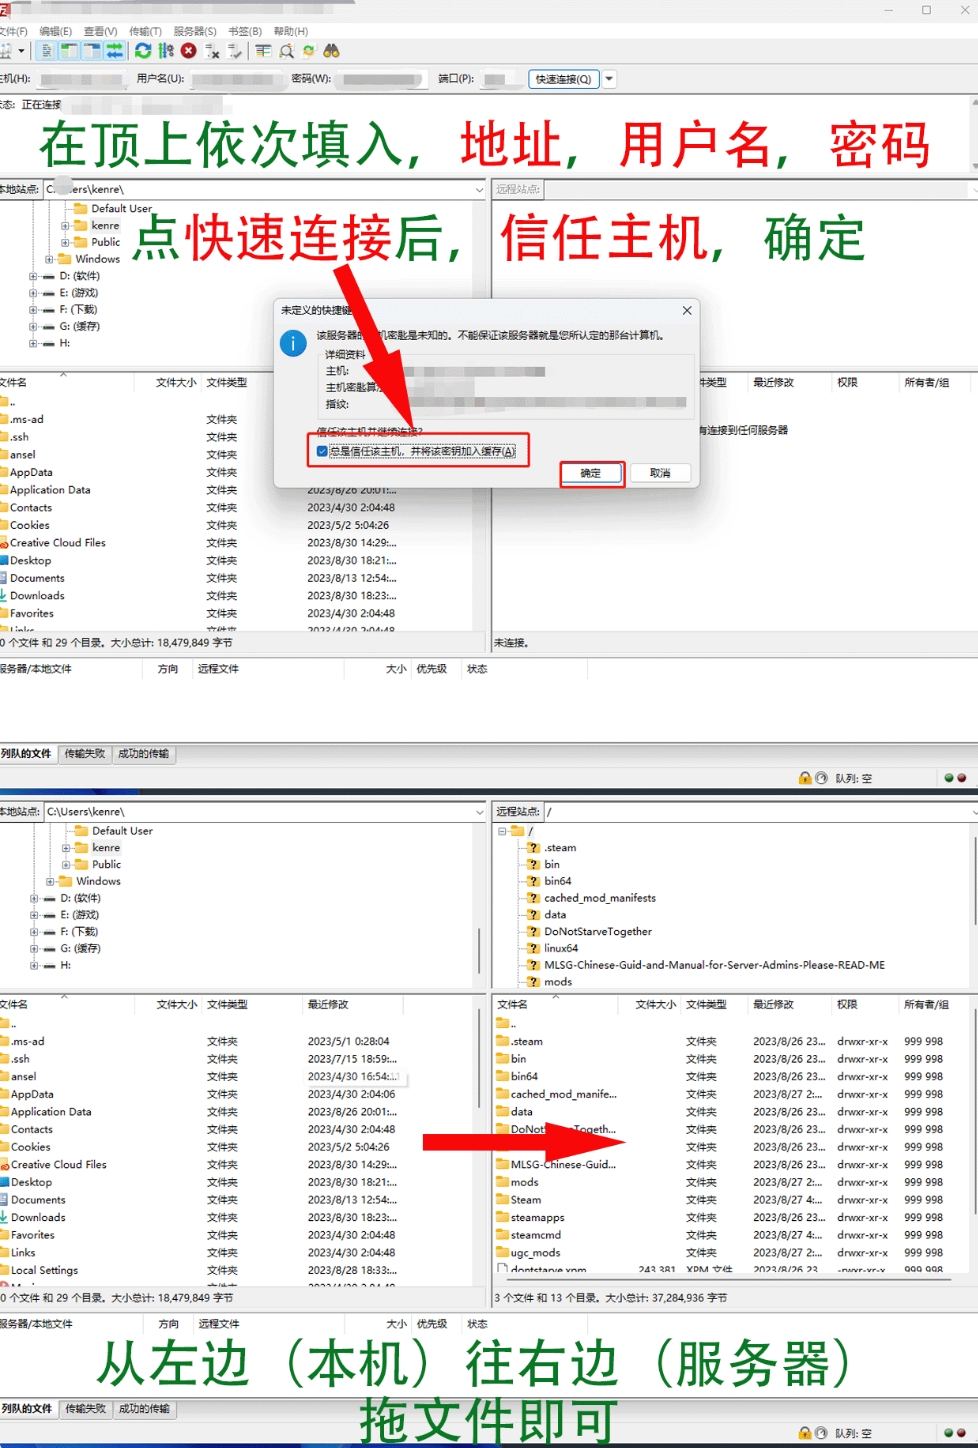 文件(F) 编辑(E) 查看(V) 传输(T) 服务器(S) 书签(B) 帮助(H)
主机(H): 用户名(U): 密码(W): 端口(P): 快速连接(Q)
状态: 正在连接
在顶上依次填入,地址,用户名,密码
本地站点: C: ers\kenre\
远程站点:
点快速连接后,信任主机,确定
Default User
kenre
Public
Windows
D: (软件)
E: (游戏)
F: (下载)
G: (缓存)
H:
未定义的快捷键
该服务器的 机密匙是未知的。不能保证该服务器就是您所认定的那台计算机。
详细资料
主机:
主机密匙算
指纹:
信任该主机并继续连接?
总是信任该主机，并将该密钥加入缓存(A)
确定 取消
文件名 文件大小 文件类型
件类型 最近修改 权限 所有者/组
有连接到任何服务器
..
.ms-ad 文件夹
.ssh 文件夹
ansel 文件夹
AppData 文件夹
Application Data 文件夹 2023/8/26 20:01:...
Contacts 文件夹 2023/4/30 2:04:48
Cookies 文件夹 2023/5/2 5:04:26
Creative Cloud Files 文件夹 2023/8/30 14:29:...
Desktop 文件夹 2023/8/30 18:21:...
Documents 文件夹 2023/8/13 12:54:...
Downloads 文件夹 2023/8/30 18:23:...
Favorites 文件夹 2023/4/30 2:04:48
Links 文件夹 2023/4/30 2:04:48
0 个文件 和 29 个目录。大小总计: 18,479,849 字节
未连接。
服务器/本地文件 方向 远程文件 大小 优先级 状态
列队的文件 传输失败 成功的传输
队列: 空
本地站点: C:\Users\kenre\
远程站点: /
Default User
kenre
Public
Windows
D: (软件)
E: (游戏)
F: (下载)
G: (缓存)
H:
/
.steam
bin
bin64
cached_mod_manifests
data
DoNotStarveTogether
linux64
MLSG-Chinese-Guid-and-Manual-for-Server-Admins-Please-READ-ME
mods
文件名 文件大小 文件类型 最近修改
..
.ms-ad 文件夹 2023/5/1 0:28:04
.ssh 文件夹 2023/7/15 18:59:...
ansel 文件夹 2023/4/30 16:54:...
AppData 文件夹 2023/4/30 2:04:06
Application Data 文件夹 2023/8/26 20:01:...
Contacts 文件夹 2023/4/30 2:04:48
Cookies 文件夹 2023/5/2 5:04:26
Creative Cloud Files 文件夹 2023/8/30 14:29:...
Desktop 文件夹 2023/8/30 18:21:...
Documents 文件夹 2023/8/13 12:54:...
Downloads 文件夹 2023/8/30 18:23:...
Favorites 文件夹 2023/4/30 2:04:48
Links 文件夹 2023/4/30 2:04:48
Local Settings 文件夹 2023/8/28 18:33:...
0 个文件 和 29 个目录。大小总计: 18,479,849 字节
文件名 文件大小 文件类型 最近修改 权限 所有者/组
..
.steam 文件夹 2023/8/26 23... drwxr-xr-x 999 998
bin 文件夹 2023/8/26 23... drwxr-xr-x 999 998
bin64 文件夹 2023/8/26 23... drwxr-xr-x 999 998
cached_mod_manife... 文件夹 2023/8/27 2:... drwxr-xr-x 999 998
data 文件夹 2023/8/26 23... drwxr-xr-x 999 998
DoNotStarveTogeth... 文件夹 2023/8/26 23... drwxr-xr-x 999 998
文件夹 2023/8/26 23... drwxr-xr-x 999 998
MLSG-Chinese-Guid... 文件夹 2023/8/26 23... drwxr-xr-x 999 998
mods 文件夹 2023/8/27 2:... drwxr-xr-x 999 998
Steam 文件夹 2023/8/27 4:... drwxr-xr-x 999 998
steamapps 文件夹 2023/8/26 23... drwxr-xr-x 999 998
steamcmd 文件夹 2023/8/27 4:... drwxr-xr-x 999 998
ugc_mods 文件夹 2023/8/27 2:... drwxr-xr-x 999 998
dontstarve.xpm 243,381 XPM 文件 2023/8/26 23... -rwxr-xr-x 999 998
3 个文件 和 13 个目录。大小总计: 37,284,936 字节
服务器/本地文件 方向 远程文件 大小 优先级 状态
从左边（本机）往右边（服务器）
拖文件即可
列队的文件 传输失败 成功的传输
队列: 空